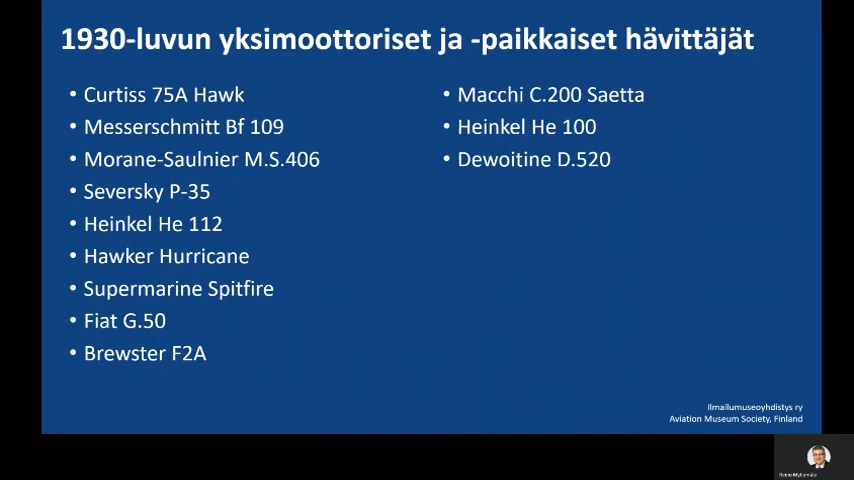 1930-luvun yksimoottoriset ja -paikkaiset hävittäjät
• Curtiss 75A Hawk
• Messerschmitt Bf 109
• Morane-Saulnier M.S.406
• Seversky P-35
• Heinkel He 112
• Hawker Hurricane
• Supermarine Spitfire
• Fiat G.50
• Brewster F2A
• Macchi C.200 Saetta
• Heinkel He 100
• Dewoitine D.520
Ilmailumuseoyhdistys ry
Aviation Museum Society, Finland
Reino Myllymäki